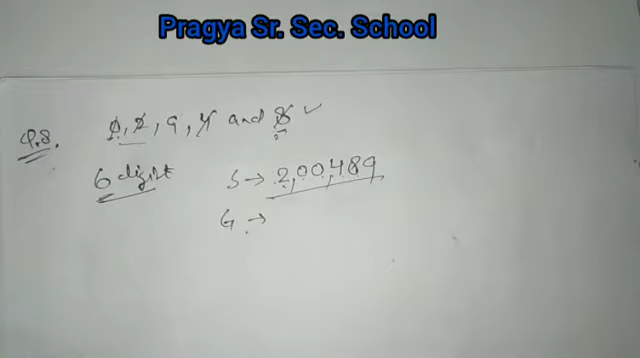 Pragya Sr. Sec. School
Q.8. 0, 2, 9, 4 and 8 ✓
6 digit S → 2,00,489
G →